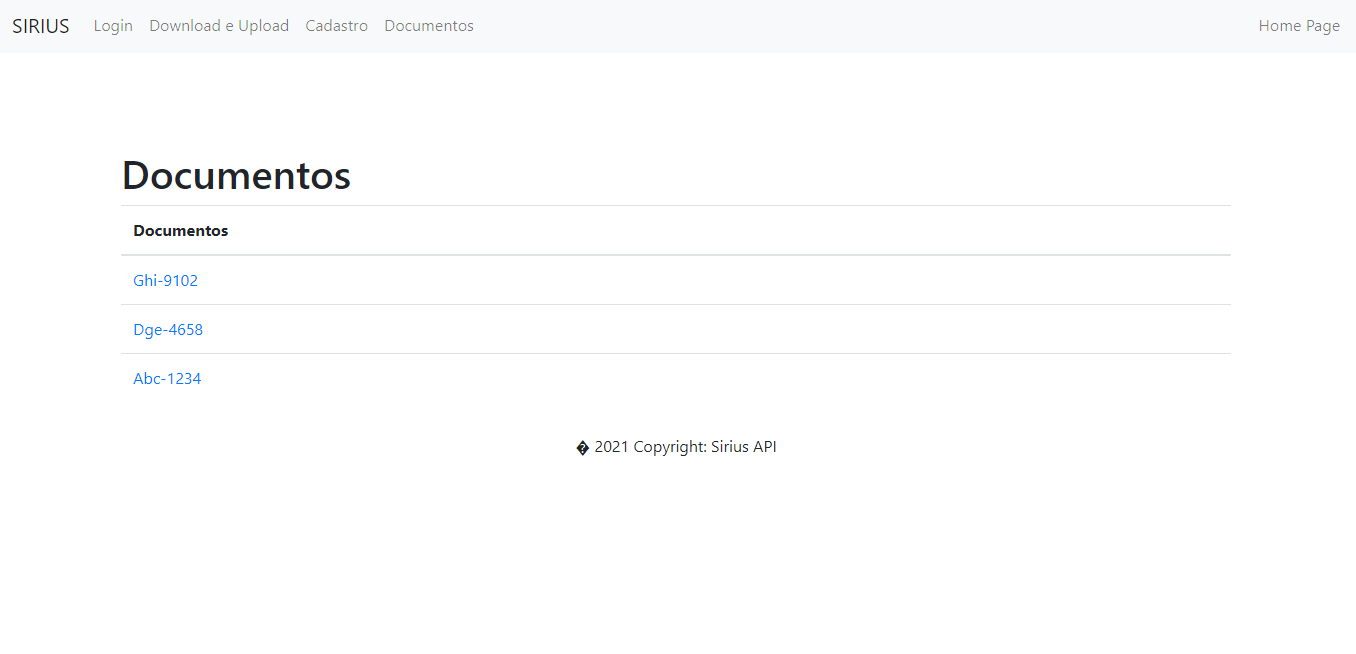 SIRIUS Login Download e Upload Cadastro Documentos Home Page
Documentos
Documentos
Ghi-9102
Dge-4658
Abc-1234
� 2021 Copyright: Sirius API